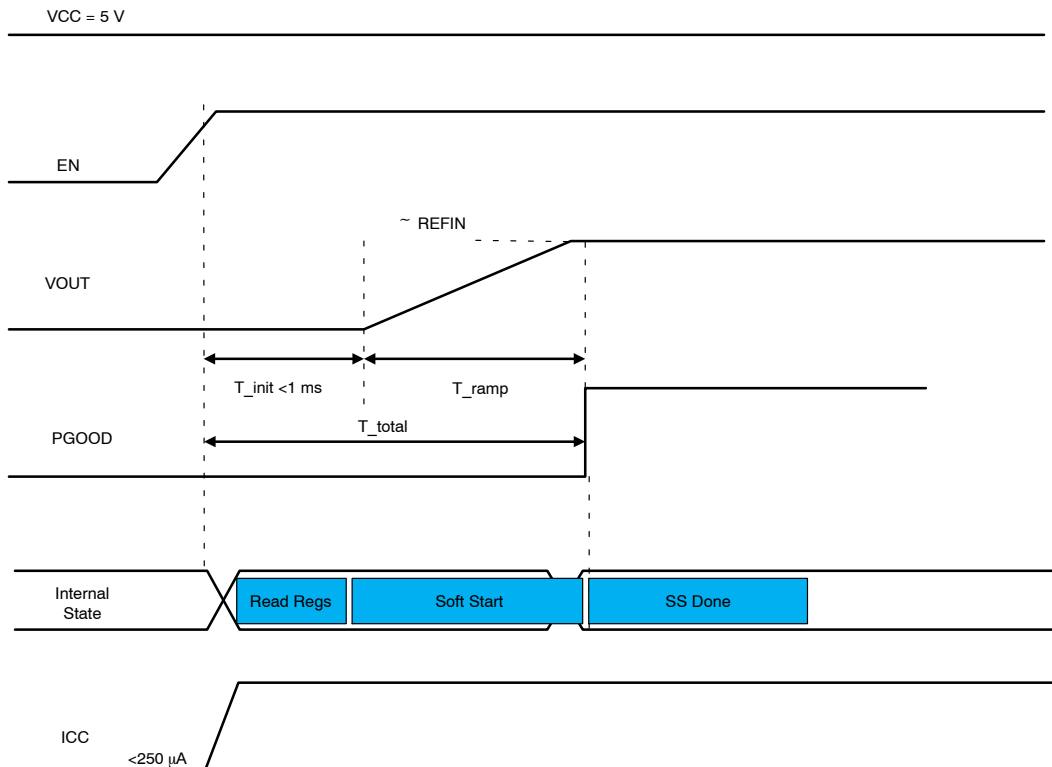 VCC = 5 V
EN
~ REFIN
VOUT
T_init <1 ms
T_ramp
T_total
PGOOD
Internal
State
Read Regs
Soft Start
SS Done
ICC
<250 μA